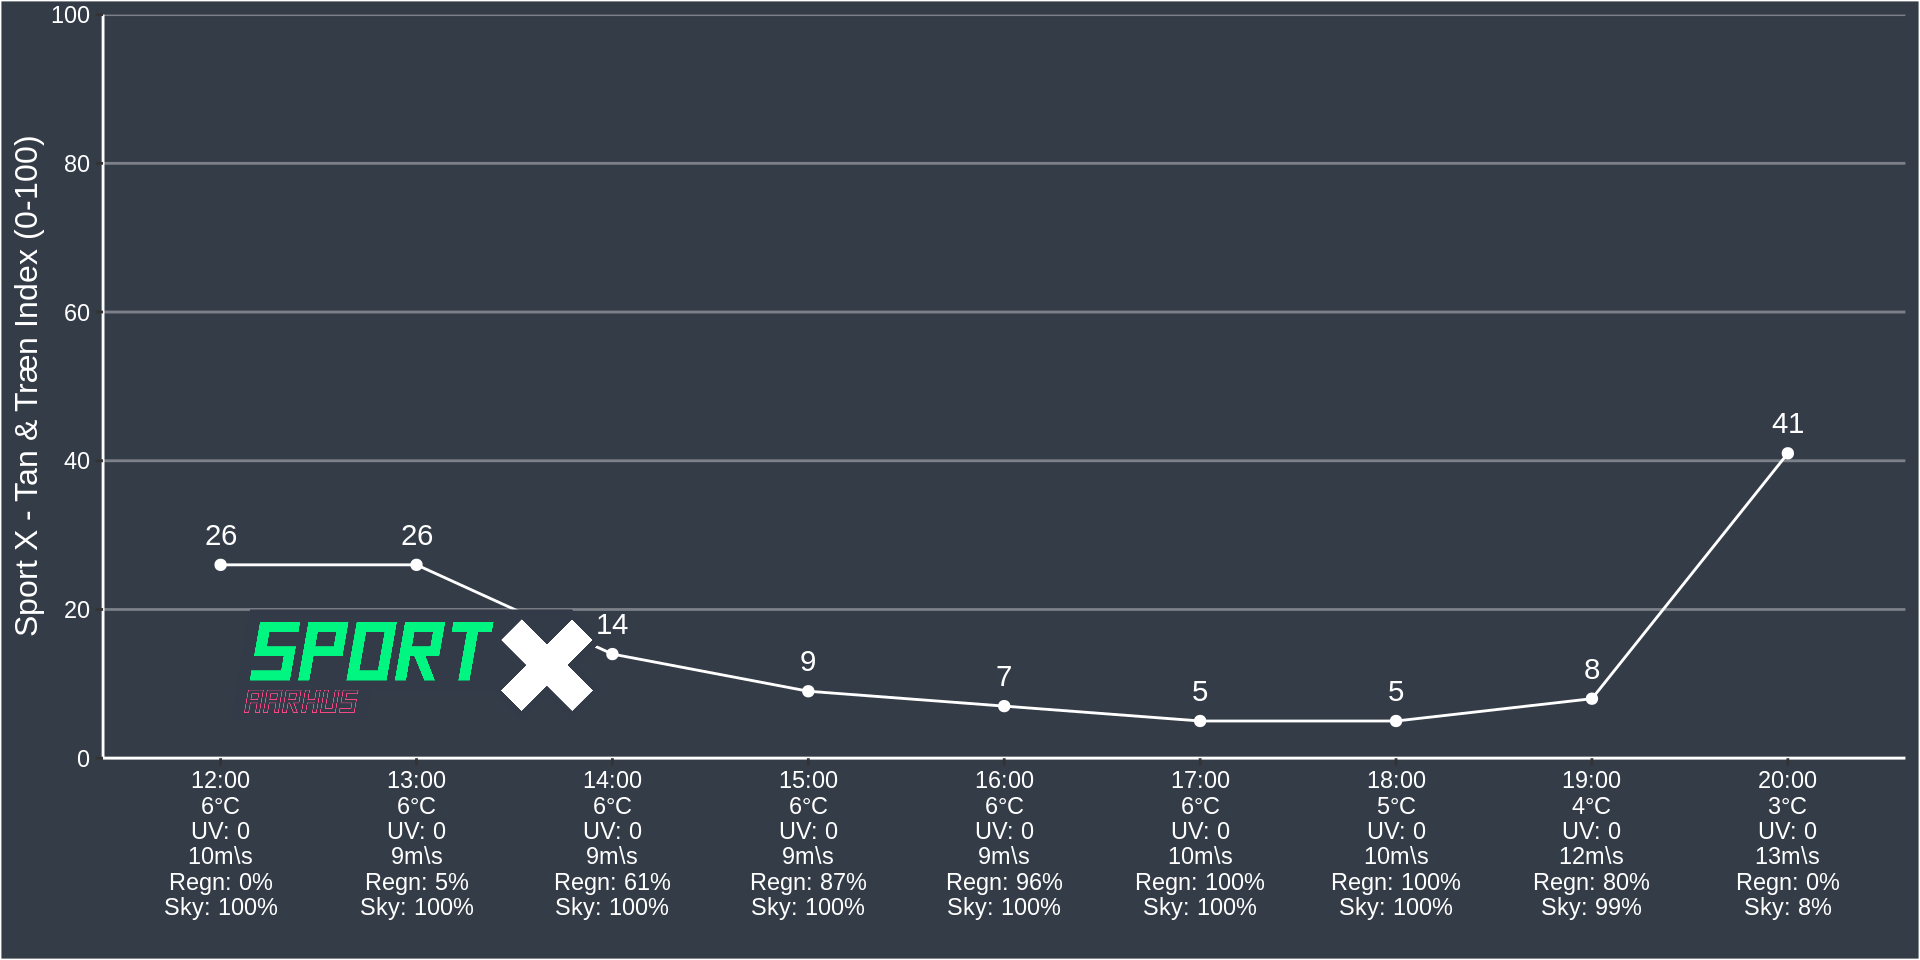 Sport X - Tan & Træn Index (0-100)
100
80
60
40
20
0
26
26
14
9
7
5
5
8
41
SPORT X
AARHUS
12:00 13:00 14:00 15:00 16:00 17:00 18:00 19:00 20:00
6°C 6°C 6°C 6°C 6°C 6°C 5°C 4°C 3°C
UV: 0 UV: 0 UV: 0 UV: 0 UV: 0 UV: 0 UV: 0 UV: 0 UV: 0
10m\s 9m\s 9m\s 9m\s 9m\s 10m\s 10m\s 12m\s 13m\s
Regn: 0% Regn: 5% Regn: 61% Regn: 87% Regn: 96% Regn: 100% Regn: 100% Regn: 80% Regn: 0%
Sky: 100% Sky: 100% Sky: 100% Sky: 100% Sky: 100% Sky: 100% Sky: 100% Sky: 99% Sky: 8%